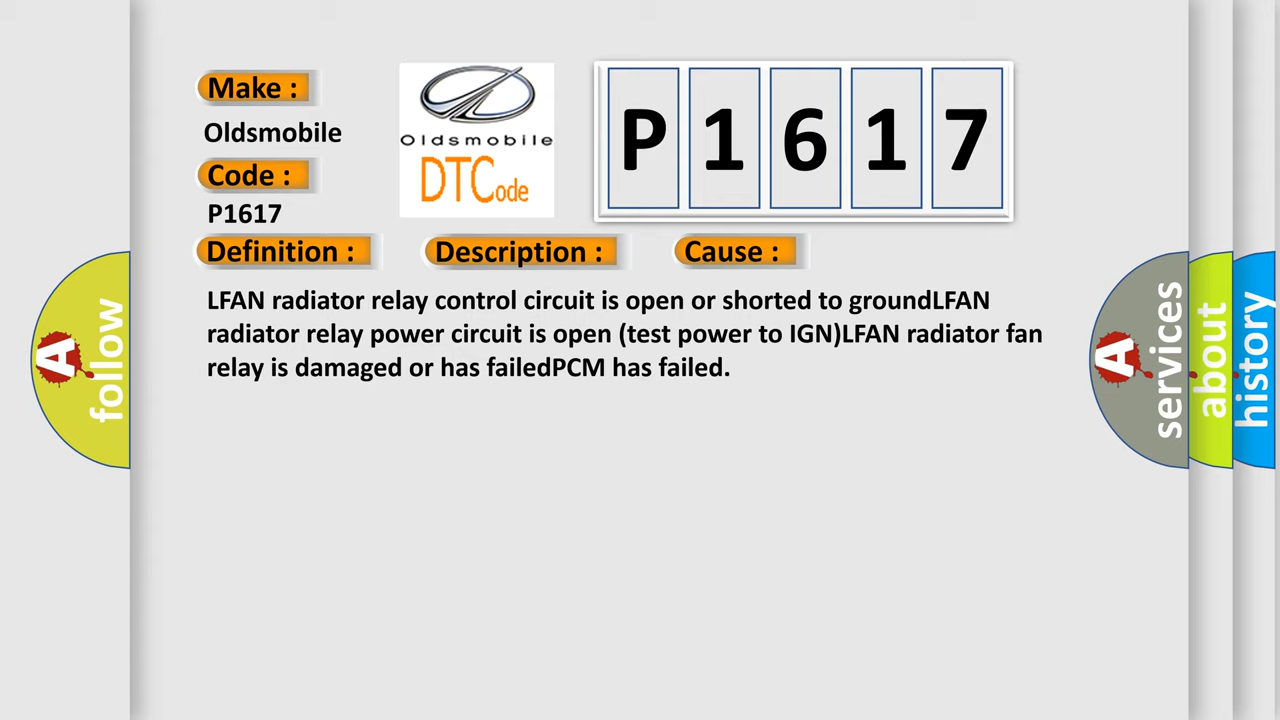 Make :
Oldsmobile
Code :
P1617
Oldsmobile
DTCode
P 1 6 1 7
Definition : Description : Cause :
LFAN radiator relay control circuit is open or shorted to groundLFAN
radiator relay power circuit is open (test power to IGN)LFAN radiator fan
relay is damaged or has failedPCM has failed.
A follow
A services
about
history